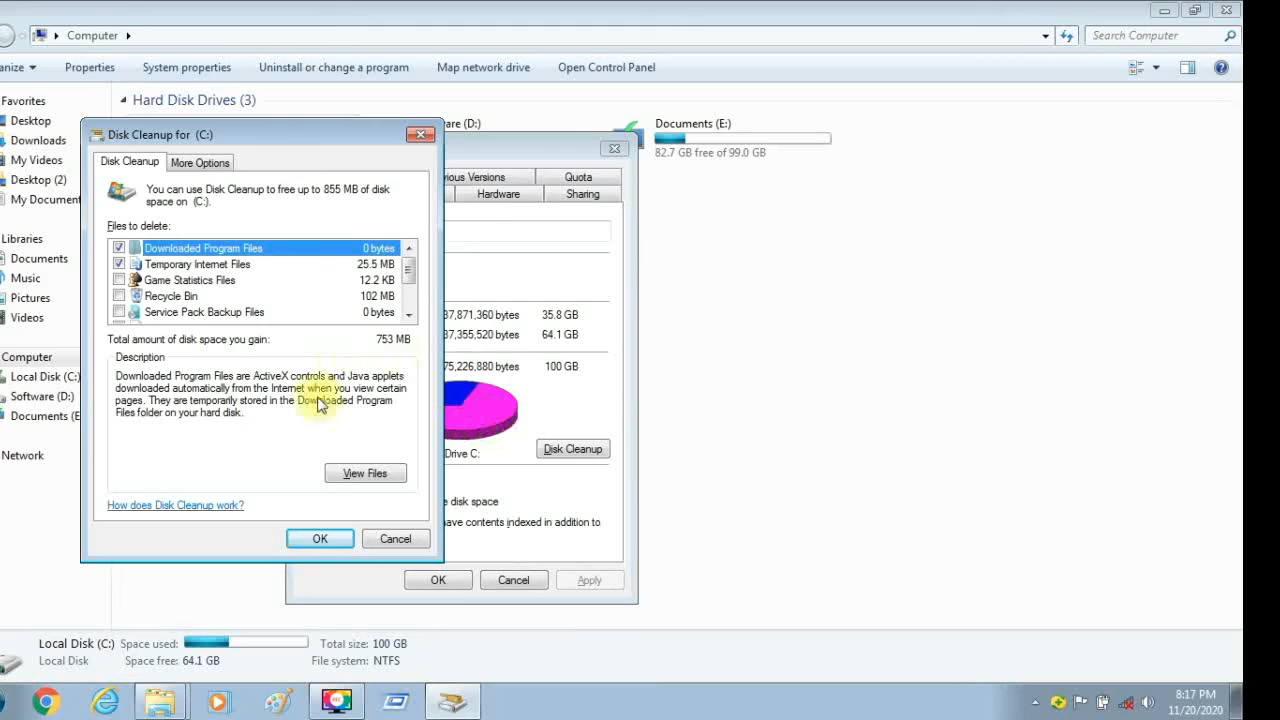 Computer
Search Computer
anize
Properties
System properties
Uninstall or change a program
Map network drive
Open Control Panel
Favorites
Desktop
Downloads
My Videos
Desktop (2)
My Document
Libraries
Documents
Music
Pictures
Videos
Computer
Local Disk (C:)
Software (D:)
Documents (E
Network
Hard Disk Drives (3)
are (D:)
Documents (E:)
82.7 GB free of 99.0 GB
Disk Cleanup for (C:)
Disk Cleanup
More Options
You can use Disk Cleanup to free up to 855 MB of disk
space on (C:).
Files to delete:
Downloaded Program Files 0 bytes
Temporary Internet Files 25.5 MB
Game Statistics Files 12.2 KB
Recycle Bin 102 MB
Service Pack Backup Files 0 bytes
Total amount of disk space you gain: 753 MB
Description
Downloaded Program Files are ActiveX controls and Java applets
downloaded automatically from the Internet when you view certain
pages. They are temporarily stored in the Downloaded Program
Files folder on your hard disk.
View Files
How does Disk Cleanup work?
OK
Cancel
ious Versions
Quota
Hardware
Sharing
37,871,360 bytes 35.8 GB
37,355,520 bytes 64.1 GB
75,226,880 bytes 100 GB
Drive C:
Disk Cleanup
e disk space
have contents indexed in addition to
OK
Cancel
Apply
Local Disk (C:) Space used: Total size: 100 GB
Local Disk Space free: 64.1 GB File system: NTFS
8:17 PM
11/20/2020